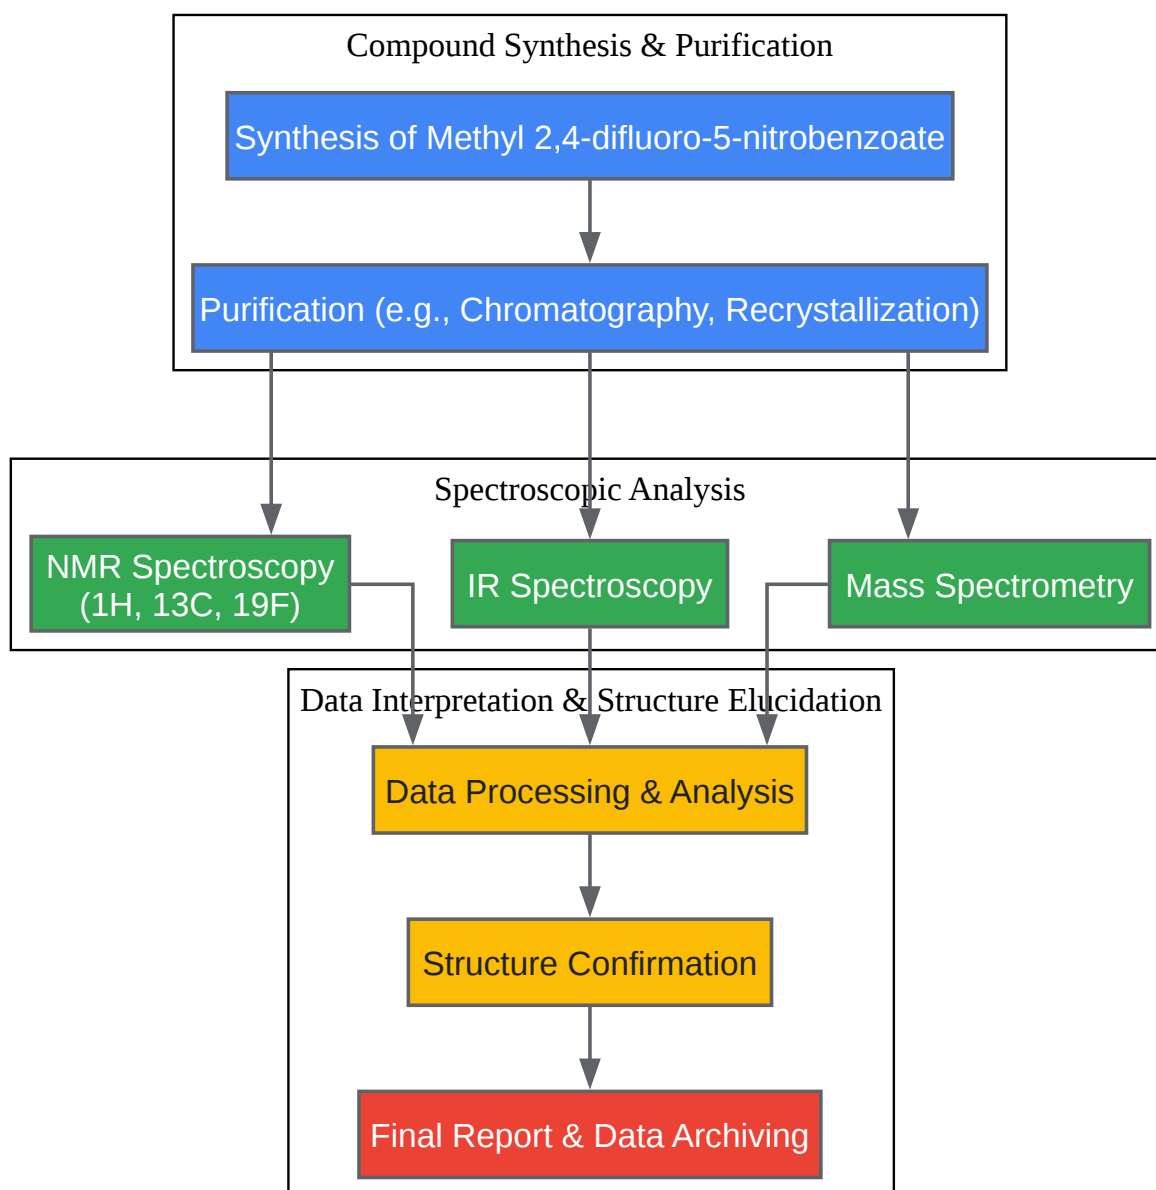 Compound Synthesis & Purification
Synthesis of Methyl 2,4-difluoro-5-nitrobenzoate
Purification (e.g., Chromatography, Recrystallization)
Spectroscopic Analysis
NMR Spectroscopy
(1H, 13C, 19F)
IR Spectroscopy
Mass Spectrometry
Data Interpretation & Structure Elucidation
Data Processing & Analysis
Structure Confirmation
Final Report & Data Archiving